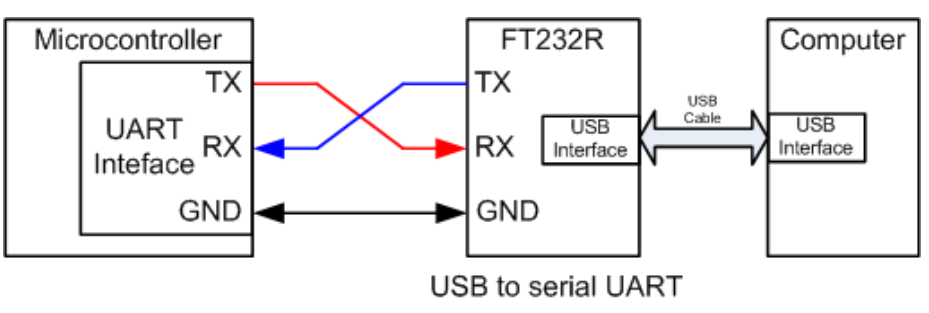 Microcontroller
TX
UART
Inteface
RX
GND
FT232R
TX
RX
GND
USB
Interface
USB
Cable
Computer
USB
Interface
USB to serial UART